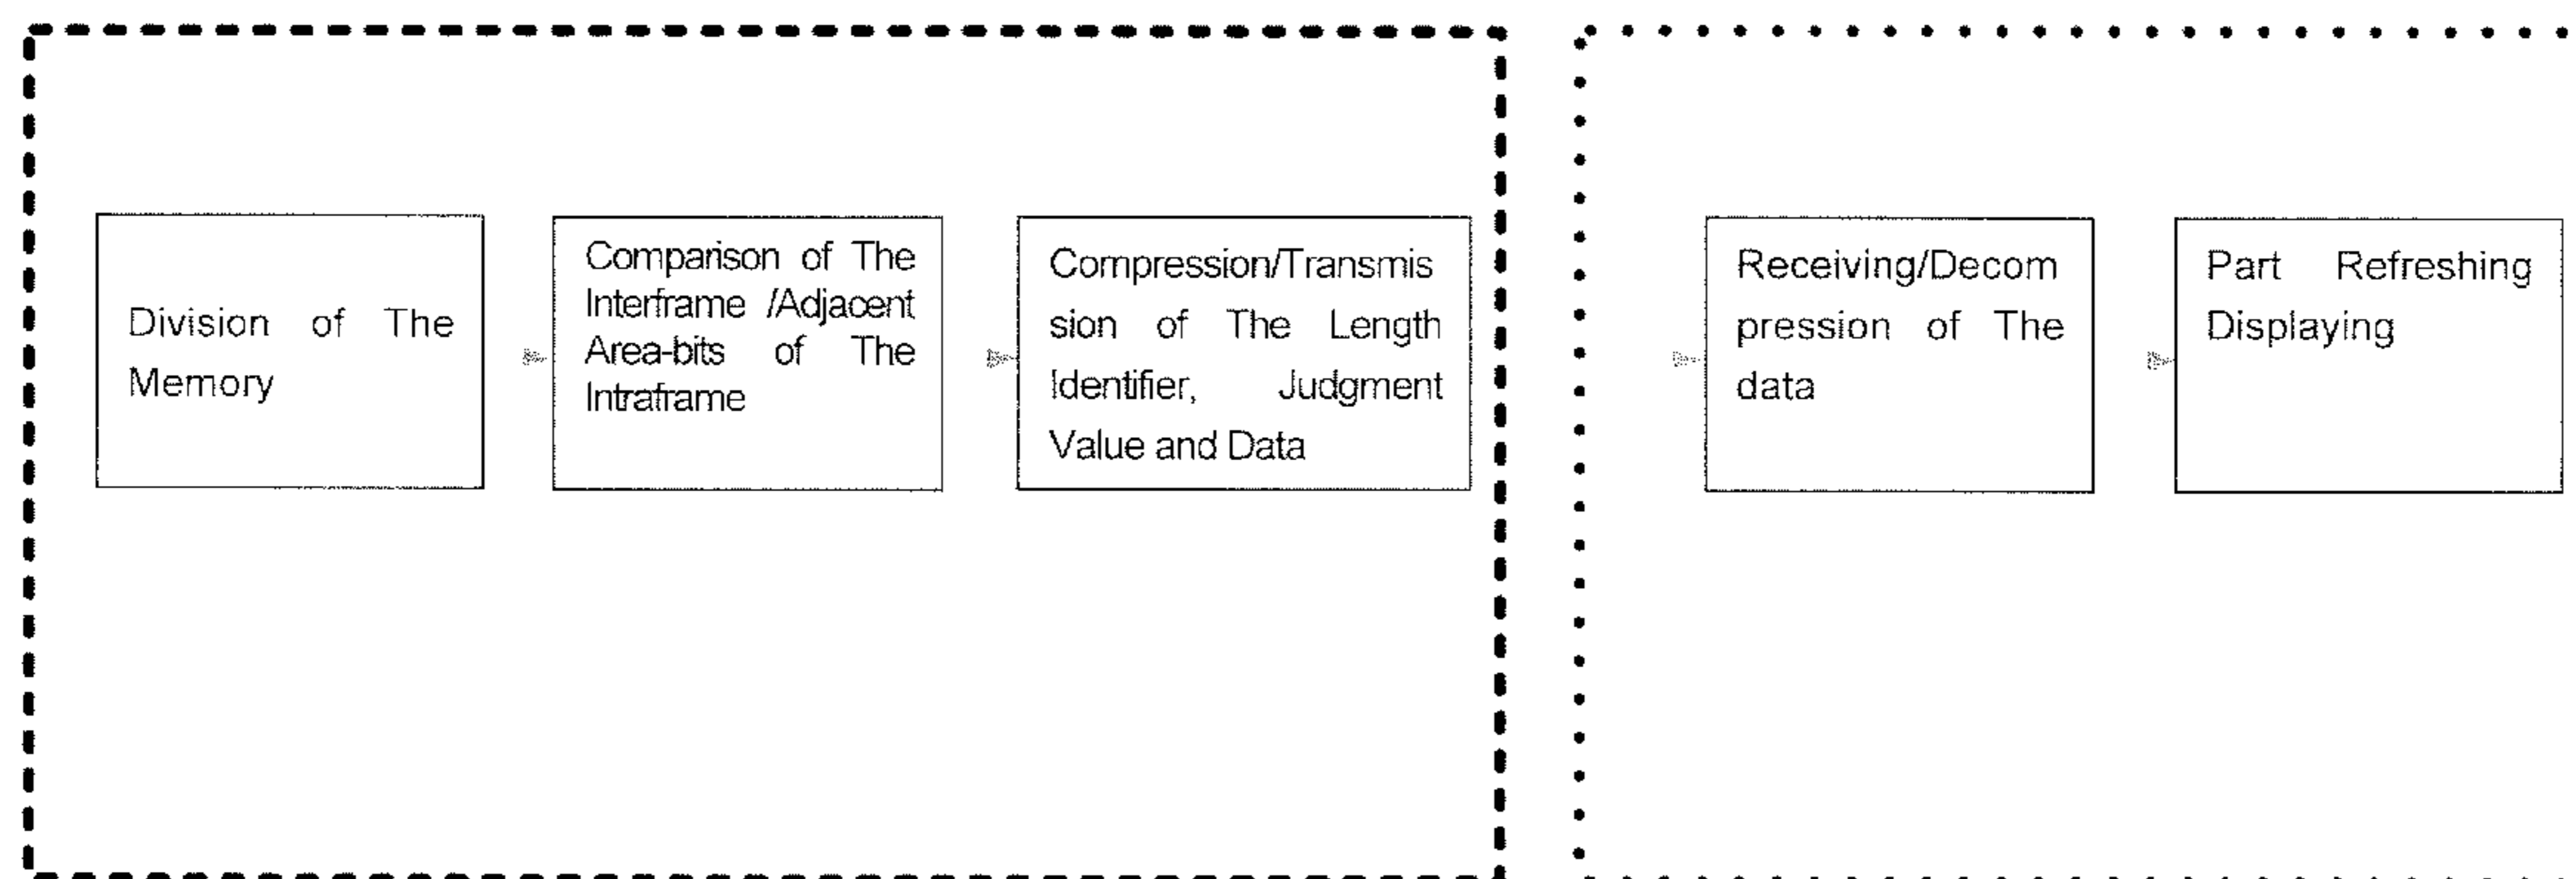 Division of The
Memory
Comparison of The
Interframe /Adjacent
Area-bits of The
Intraframe
Compression/Transmis
sion of The Length
Identifier, Judgment
Value and Data
Receiving/Decom
pression of The
data
Part Refreshing
Displaying